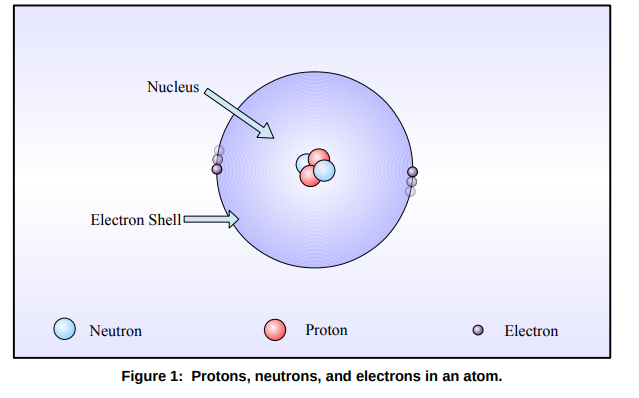 Nucleus
Electron Shell
Neutron
Proton
Electron
Figure 1:  Protons, neutrons, and electrons in an atom.